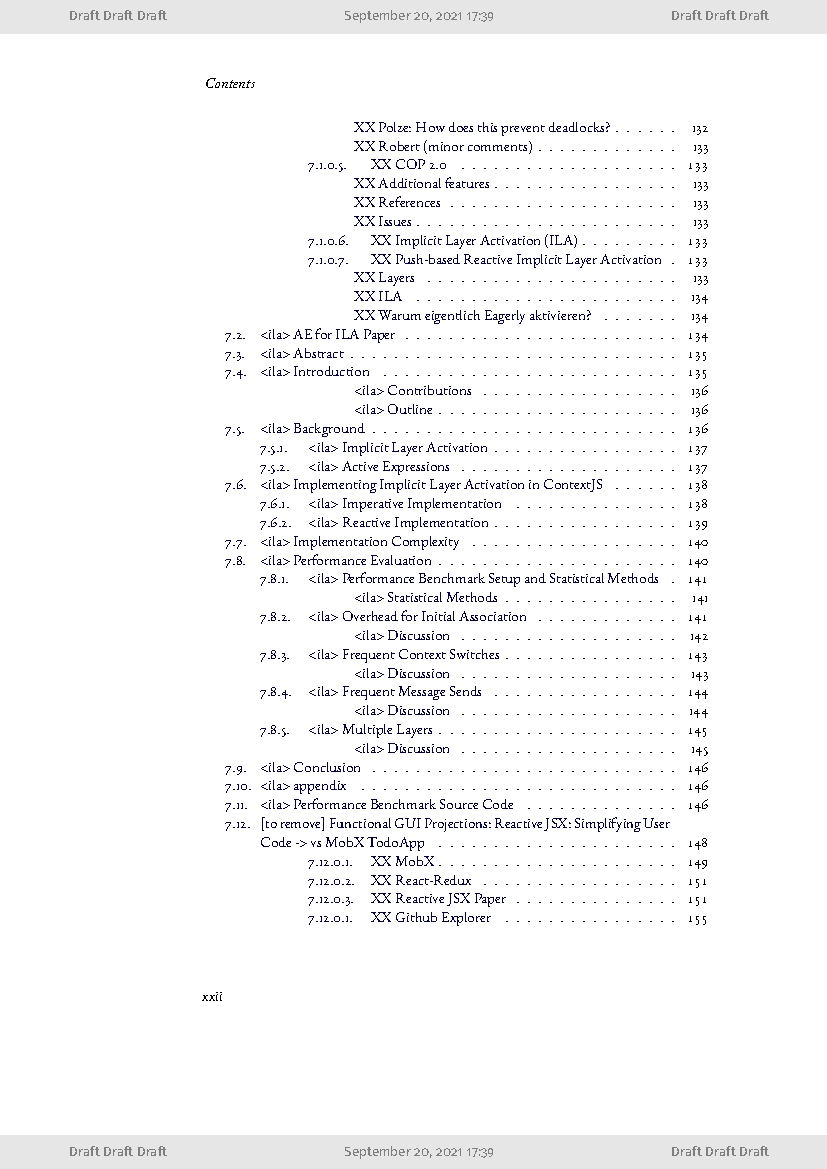 Draft Draft Draft September 20, 2021 17:39 Draft Draft Draft
Contents
XX Polze: How does this prevent deadlocks? . . . . . . 132
XX Robert (minor comments) . . . . . . . . . . . . . 133
7.1.0.5. XX COP 2.0 . . . . . . . . . . . . . . . . . . . . 133
XX Additional features . . . . . . . . . . . . . . . . . 133
XX References . . . . . . . . . . . . . . . . . . . . . 133
XX Issues . . . . . . . . . . . . . . . . . . . . . . . . 133
7.1.0.6. XX Implicit Layer Activation (ILA) . . . . . . . . . 133
7.1.0.7. XX Push-based Reactive Implicit Layer Activation . 133
XX Layers . . . . . . . . . . . . . . . . . . . . . . . 133
XX ILA . . . . . . . . . . . . . . . . . . . . . . . . 134
XX Warum eigentlich Eagerly aktivieren? . . . . . . . 134
7.2. <ila> AE for ILA Paper . . . . . . . . . . . . . . . . . . . . . . . . . 134
7.3. <ila> Abstract . . . . . . . . . . . . . . . . . . . . . . . . . . . . . . 135
7.4. <ila> Introduction . . . . . . . . . . . . . . . . . . . . . . . . . . . 135
<ila> Contributions . . . . . . . . . . . . . . . . . . 136
<ila> Outline . . . . . . . . . . . . . . . . . . . . . . 136
7.5. <ila> Background . . . . . . . . . . . . . . . . . . . . . . . . . . . . 136
7.5.1. <ila> Implicit Layer Activation . . . . . . . . . . . . . . . . . 137
7.5.2. <ila> Active Expressions . . . . . . . . . . . . . . . . . . . . 137
7.6. <ila> Implementing Implicit Layer Activation in ContextJS . . . . . . 138
7.6.1. <ila> Imperative Implementation . . . . . . . . . . . . . . . 138
7.6.2. <ila> Reactive Implementation . . . . . . . . . . . . . . . . . 139
7.7. <ila> Implementation Complexity . . . . . . . . . . . . . . . . . . . 140
7.8. <ila> Performance Evaluation . . . . . . . . . . . . . . . . . . . . . . 140
7.8.1. <ila> Performance Benchmark Setup and Statistical Methods . 141
<ila> Statistical Methods . . . . . . . . . . . . . . . . 141
7.8.2. <ila> Overhead for Initial Association . . . . . . . . . . . . . 141
<ila> Discussion . . . . . . . . . . . . . . . . . . . . 142
7.8.3. <ila> Frequent Context Switches . . . . . . . . . . . . . . . . 143
<ila> Discussion . . . . . . . . . . . . . . . . . . . . 143
7.8.4. <ila> Frequent Message Sends . . . . . . . . . . . . . . . . . 144
<ila> Discussion . . . . . . . . . . . . . . . . . . . . 144
7.8.5. <ila> Multiple Layers . . . . . . . . . . . . . . . . . . . . . . 145
<ila> Discussion . . . . . . . . . . . . . . . . . . . . 145
7.9. <ila> Conclusion . . . . . . . . . . . . . . . . . . . . . . . . . . . . 146
7.10. <ila> appendix . . . . . . . . . . . . . . . . . . . . . . . . . . . . . 146
7.11. <ila> Performance Benchmark Source Code . . . . . . . . . . . . . . 146
7.12. [to remove] Functional GUI Projections: Reactive JSX: Simplifying User
Code -> vs MobX TodoApp . . . . . . . . . . . . . . . . . . . . . . 148
7.12.0.1. XX MobX . . . . . . . . . . . . . . . . . . . . . . 149
7.12.0.2. XX React-Redux . . . . . . . . . . . . . . . . . . 151
7.12.0.3. XX Reactive JSX Paper . . . . . . . . . . . . . . . 151
7.12.0.1. XX Github Explorer . . . . . . . . . . . . . . . . 155
xxii
Draft Draft Draft September 20, 2021 17:39 Draft Draft Draft